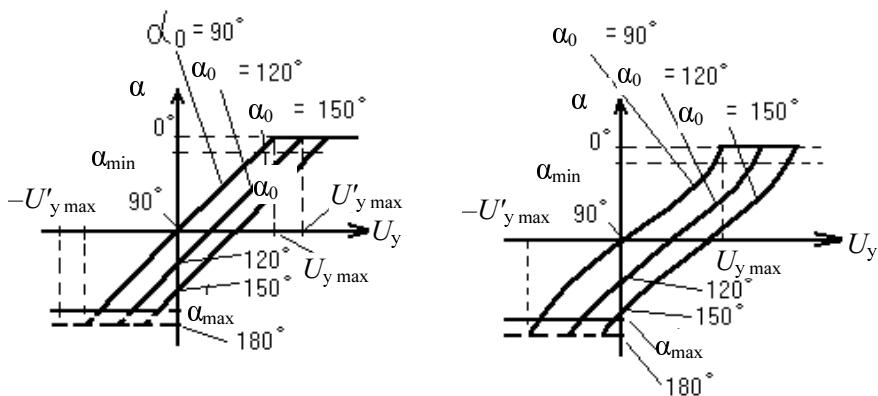 α₀ = 90°
α₀ = 120°
α
α₀ = 150°
0°
αmin
α₀
U′y max
−U′y max
90°
Uy
Uy max
120°
150°
αmax
180°
α₀ = 90°
α₀ = 120°
α
α₀ = 150°
0°
αmin
−U′y max
90°
Uy
Uy max
120°
150°
αmax
180°